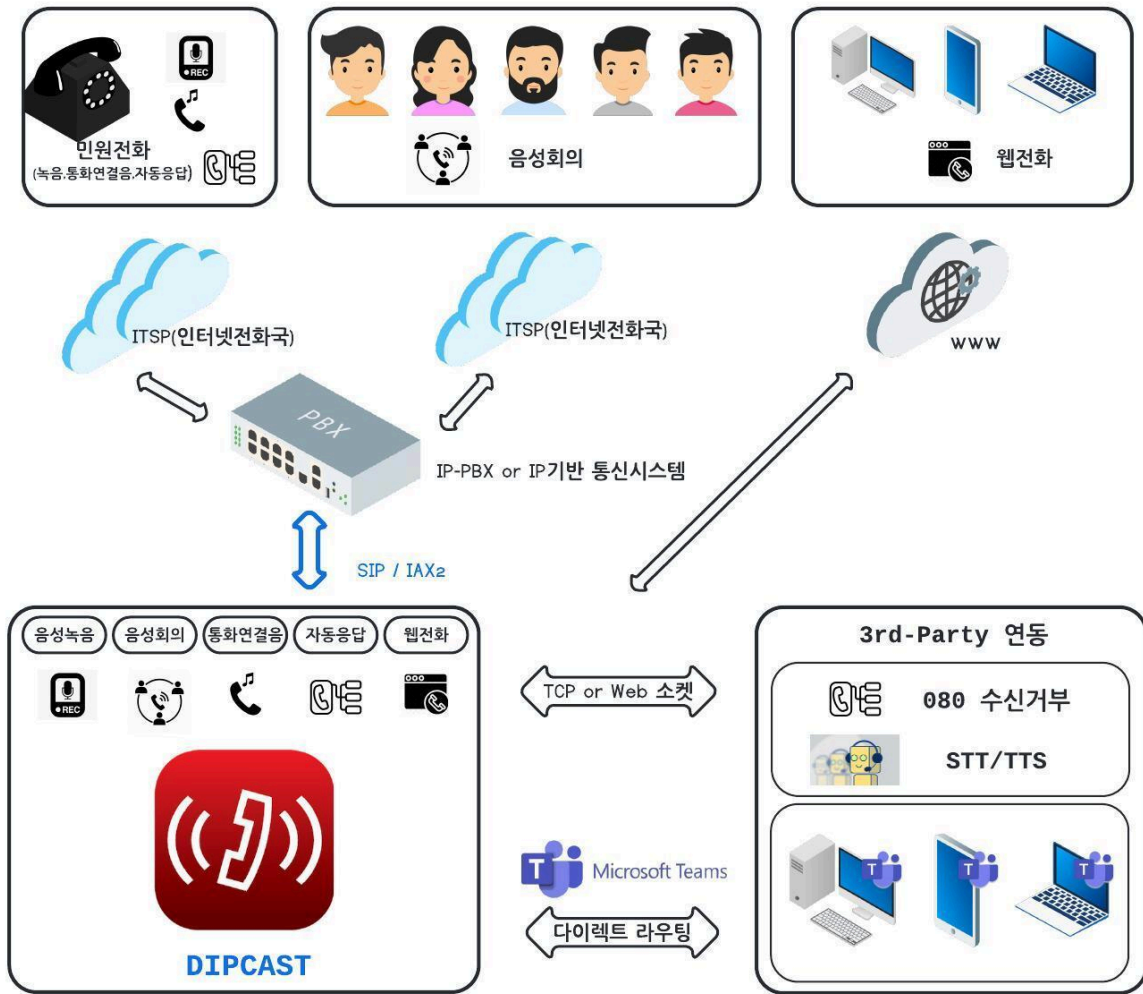 REC
민원전화
(녹음.통화연결음.자동응답)
음성회의
웹전화
ITSP(인터넷전화국)
ITSP(인터넷전화국)
WWW
PBX
IP-PBX or IP기반 통신시스템
SIP / IAX2
음성녹음
음성회의
통화연결음
자동응답
웹전화
REC
DIPCAST
TCP or Web 소켓
T Microsoft Teams
다이렉트 라우팅
3rd-Party 연동
080 수신거부
STT/TTS
T
T
T